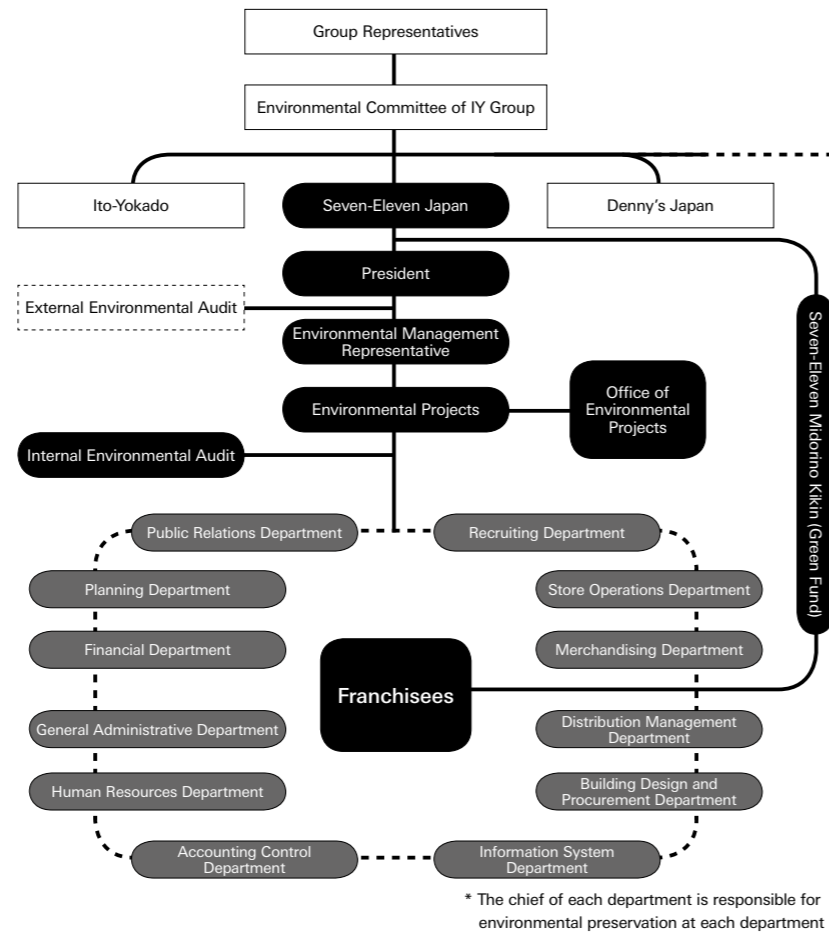 Group Representatives
Environmental Committee of IY Group
Ito-Yokado
Seven-Eleven Japan
Denny's Japan
President
External Environmental Audit
Environmental Management
Representative
Environmental Projects
Office of
Environmental
Projects
Internal Environmental Audit
Seven-Eleven Midorino Kikin (Green Fund)
Public Relations Department
Recruiting Department
Planning Department
Store Operations Department
Financial Department
Merchandising Department
Franchisees
General Administrative Department
Distribution Management
Department
Human Resources Department
Building Design and
Procurement Department
Accounting Control
Department
Information System
Department
* The chief of each department is responsible for
environmental preservation at each department